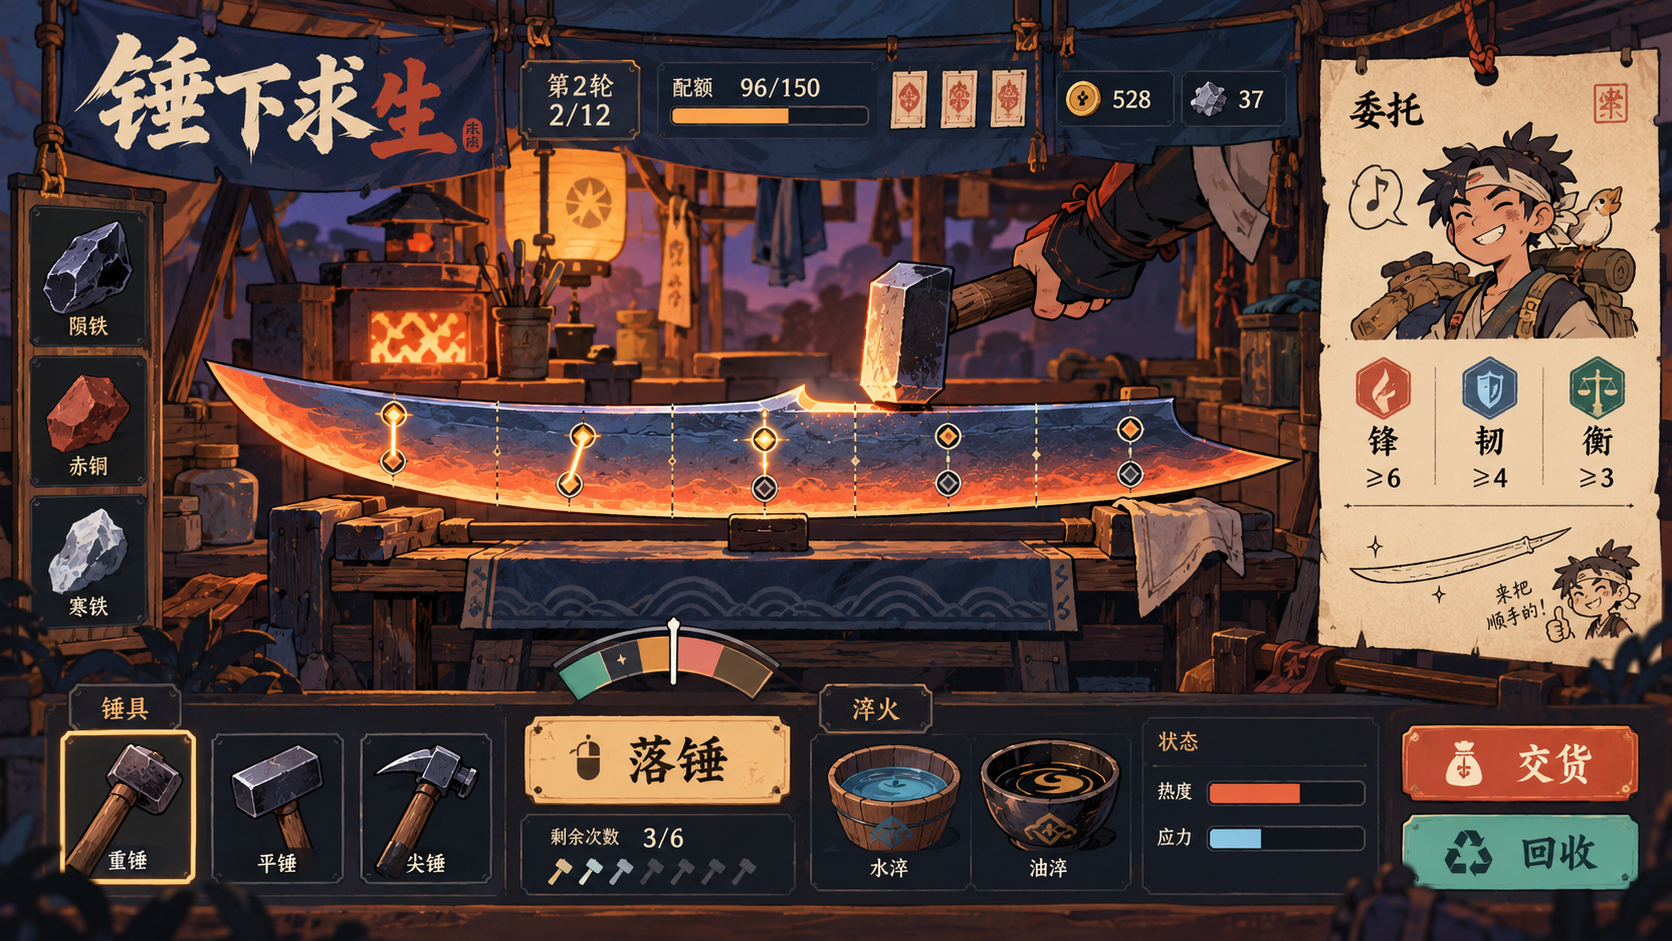 锤下求生
第2轮
2/12
配额 96/150
528
37
委托
陨铁
赤铜
寒铁
锋
≥6
韧
≥4
衡
≥3
来把
顺手的!
锤具
重锤
平锤
尖锤
落锤
剩余次数 3/6
淬火
水淬
油淬
状态
热度
应力
交货
回收